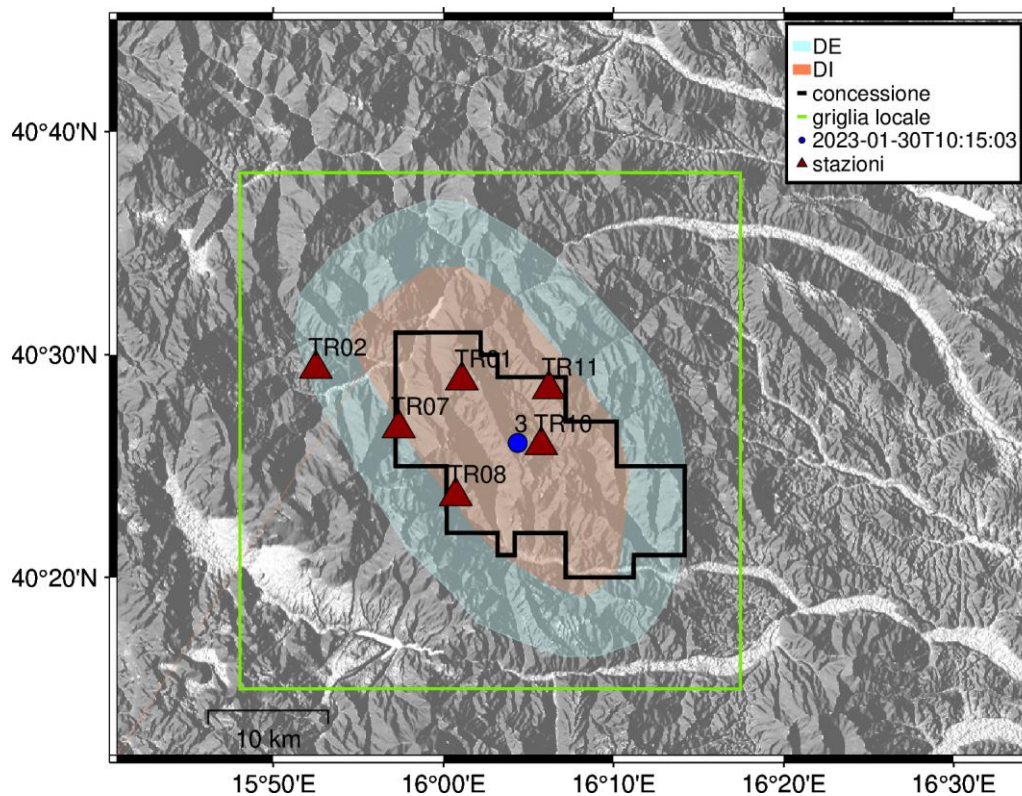 DE
DI
concessione
griglia locale
2023-01-30T10:15:03
stazioni
40°40'N
40°30'N
40°20'N
TR02
TR01
TR11
TR07
3 TR10
TR08
10 km
15°50'E
16°00'E
16°10'E
16°20'E
16°30'E